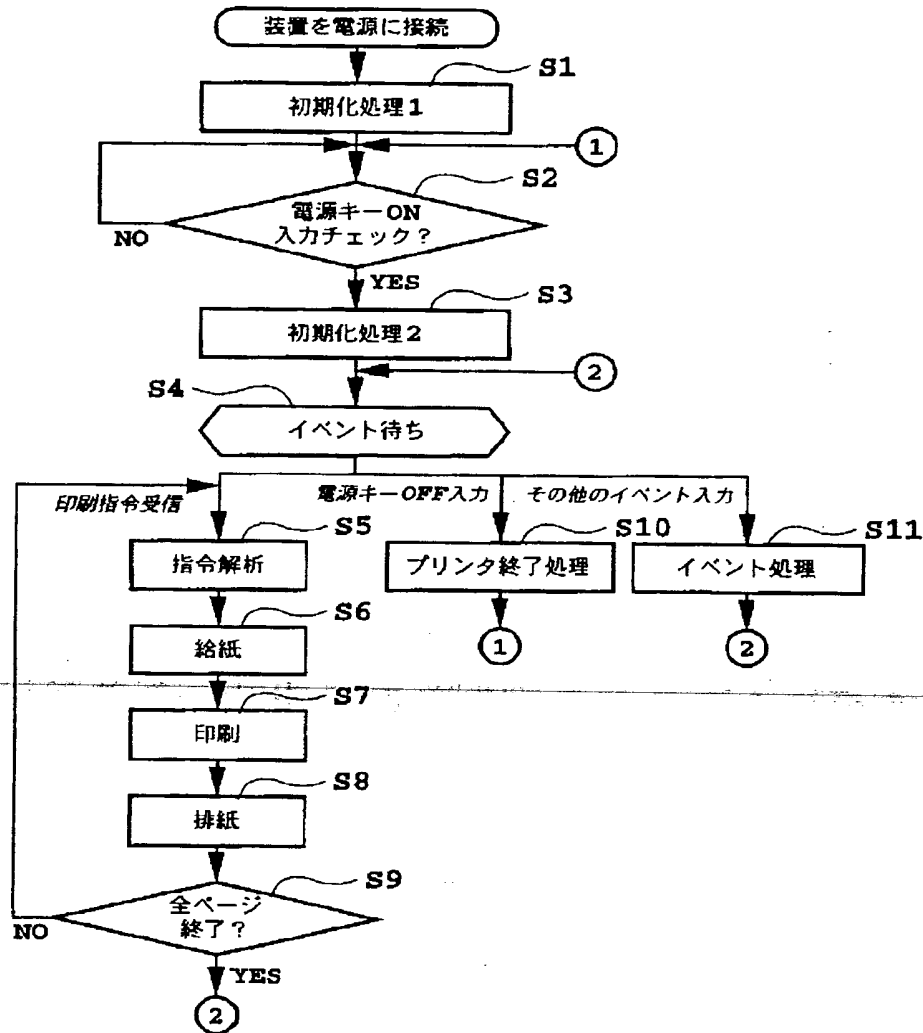 装置を電源に接続
S1
初期化処理1
1
S2
電源キーON
入力チェック？
NO
YES
S3
初期化処理2
2
S4
イベント待ち
印刷指令受信
電源キーOFF入力
その他のイベント入力
S5
指令解析
S10
プリンタ終了処理
S11
イベント処理
1
2
S6
給紙
S7
印刷
S8
排紙
S9
全ページ
終了？
NO
YES
2